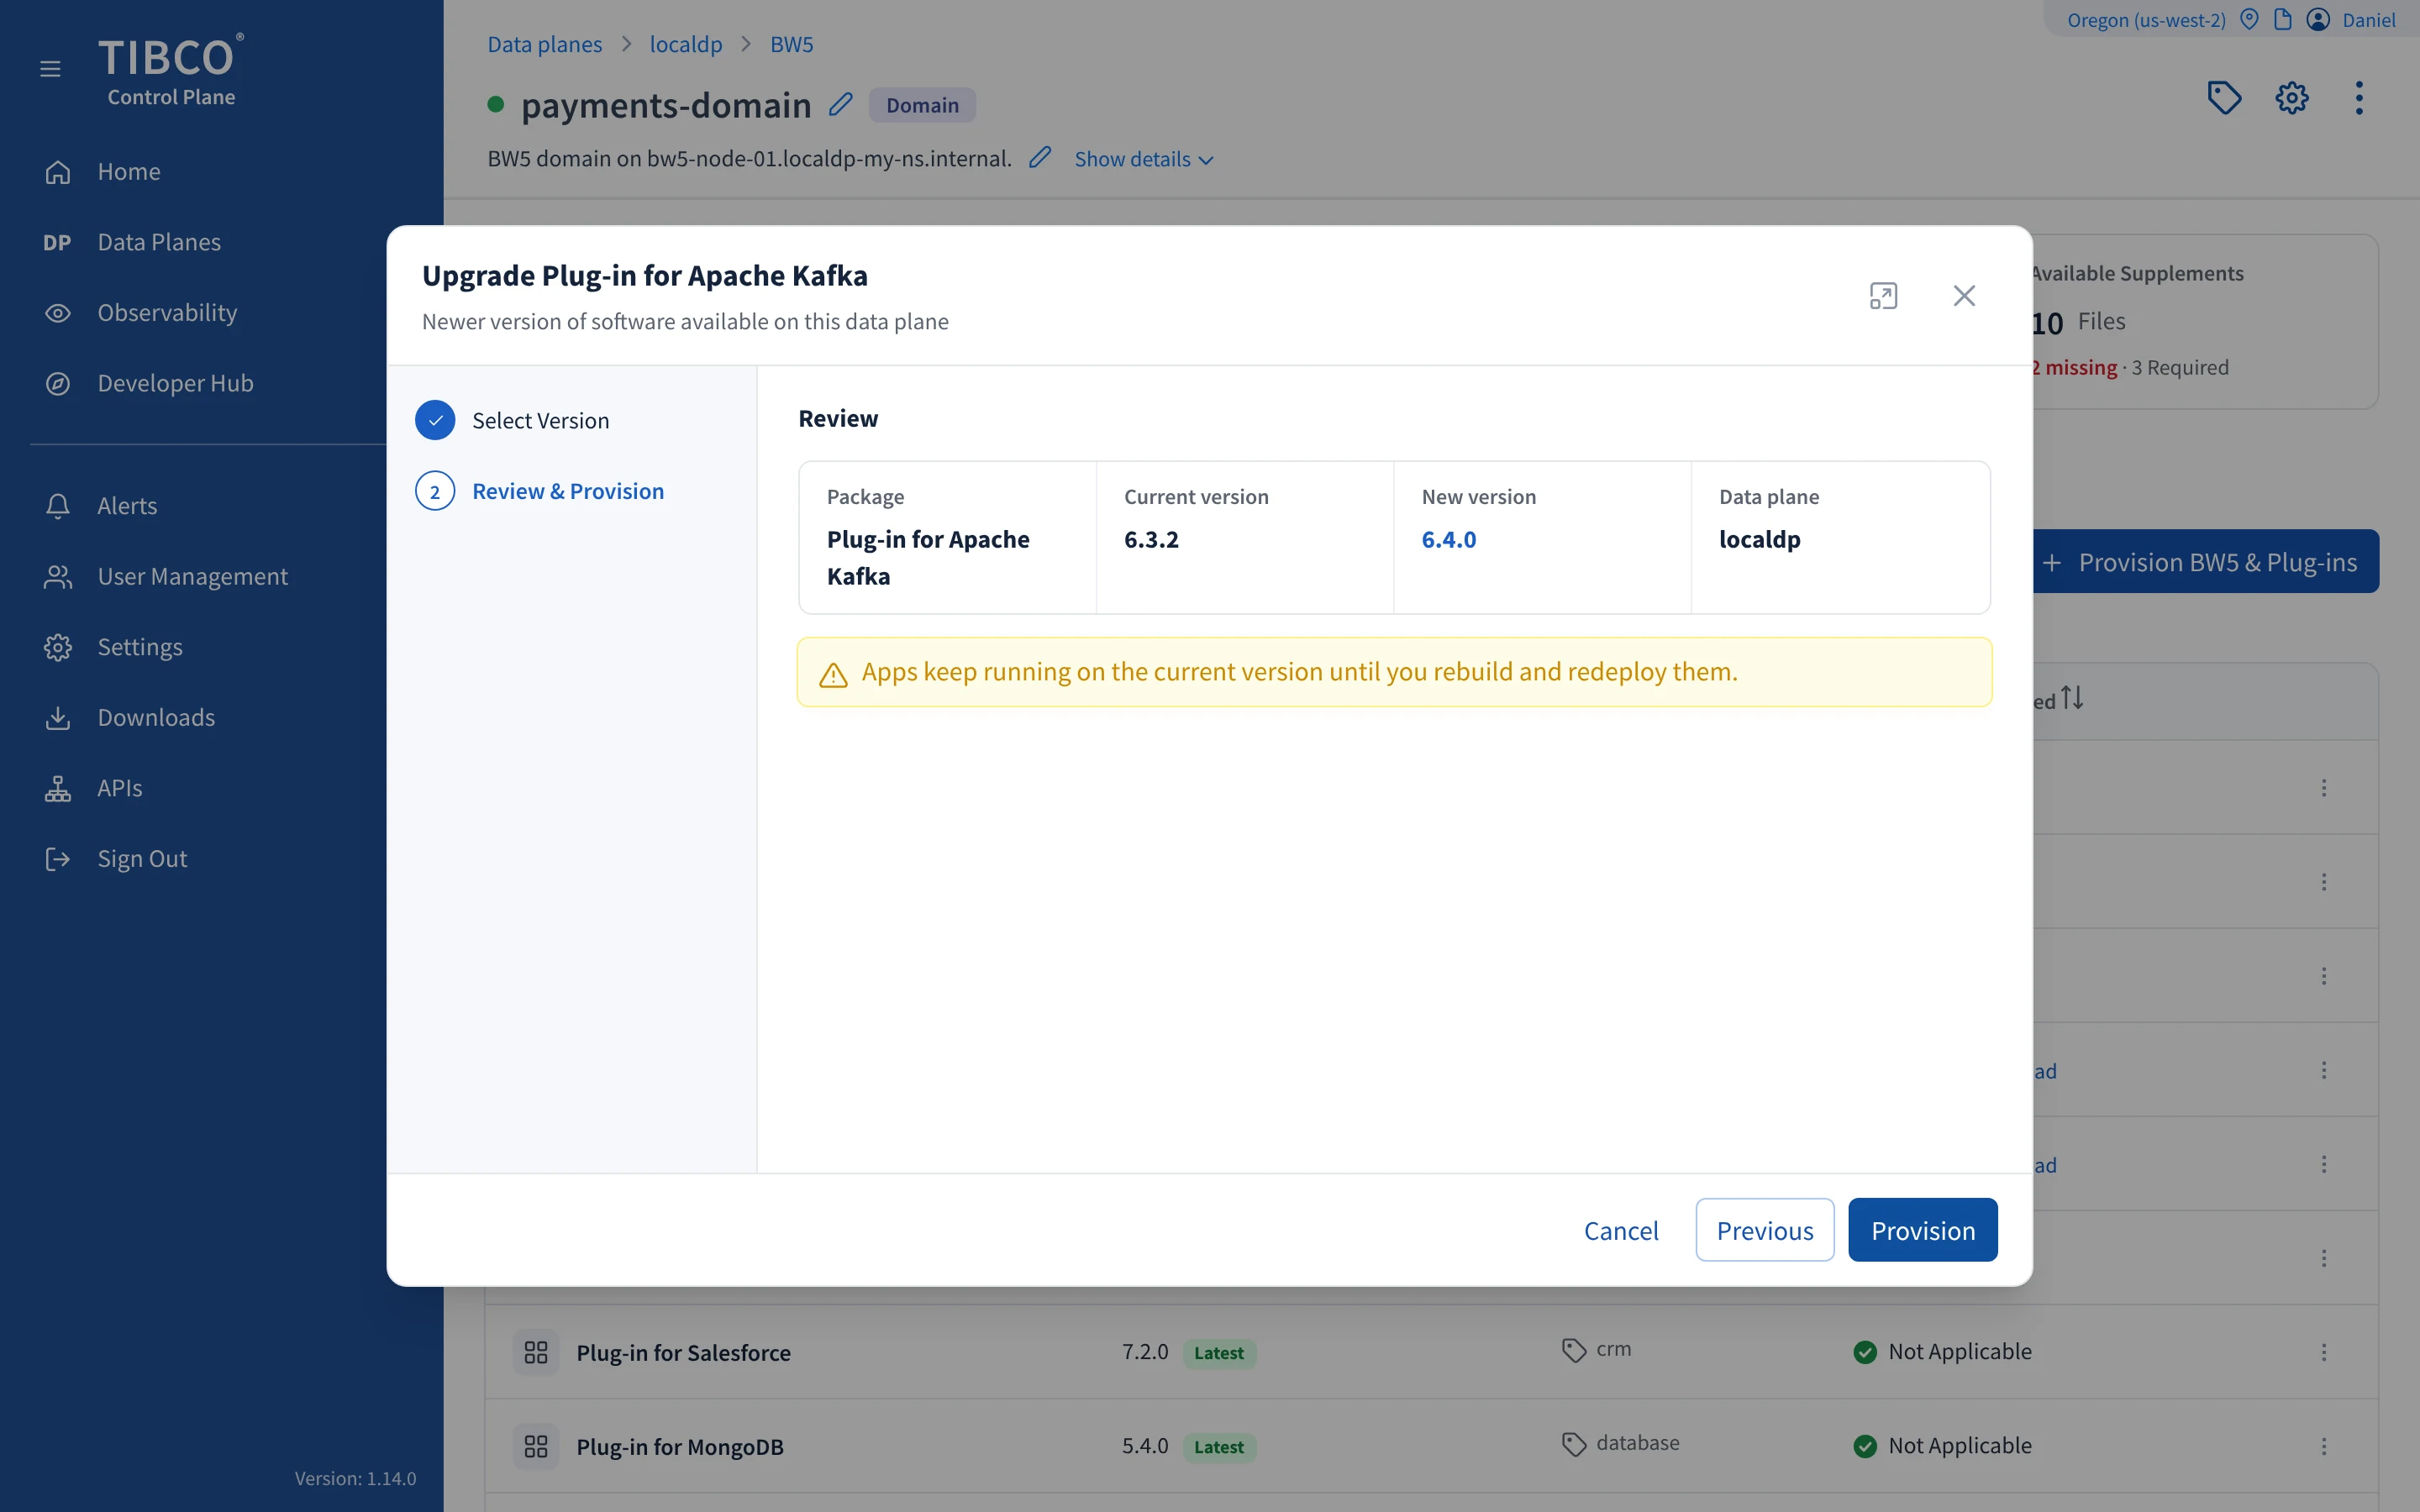 TIBCO®
Control Plane
Home
DP Data Planes
Observability
Developer Hub
Alerts
User Management
Settings
Downloads
APIs
Sign Out
Version: 1.14.0
Oregon (us-west-2) Daniel
Data planes > localdp > BW5
payments-domain Domain
BW5 domain on bw5-node-01.localdp-my-ns.internal. Show details
Available Supplements
10 Files
2 missing · 3 Required
+ Provision BW5 & Plug-ins
Upgrade Plug-in for Apache Kafka
Newer version of software available on this data plane
Select Version
2 Review & Provision
Review
Package
Plug-in for Apache
Kafka
Current version
6.3.2
New version
6.4.0
Data plane
localdp
Apps keep running on the current version until you rebuild and redeploy them.
Cancel Previous Provision
ed
ad
ad
Plug-in for Salesforce 7.2.0 Latest crm Not Applicable
Plug-in for MongoDB 5.4.0 Latest database Not Applicable